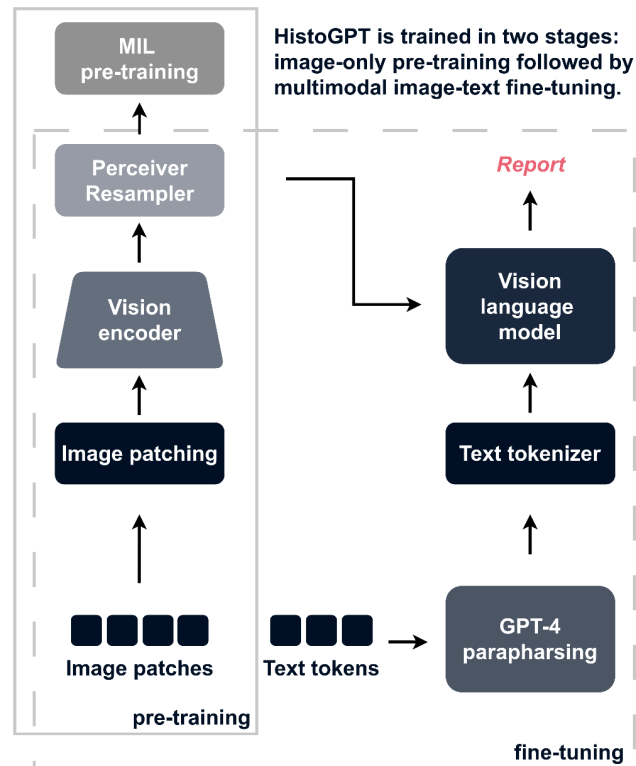 MIL
pre-training
HistoGPT is trained in two stages:
image-only pre-training followed by
multimodal image-text fine-tuning.
Perceiver
Resampler
Report
Vision
encoder
Vision
language
model
Image patching
Text tokenizer
GPT-4
parapharsing
Image patches
Text tokens
pre-training
fine-tuning